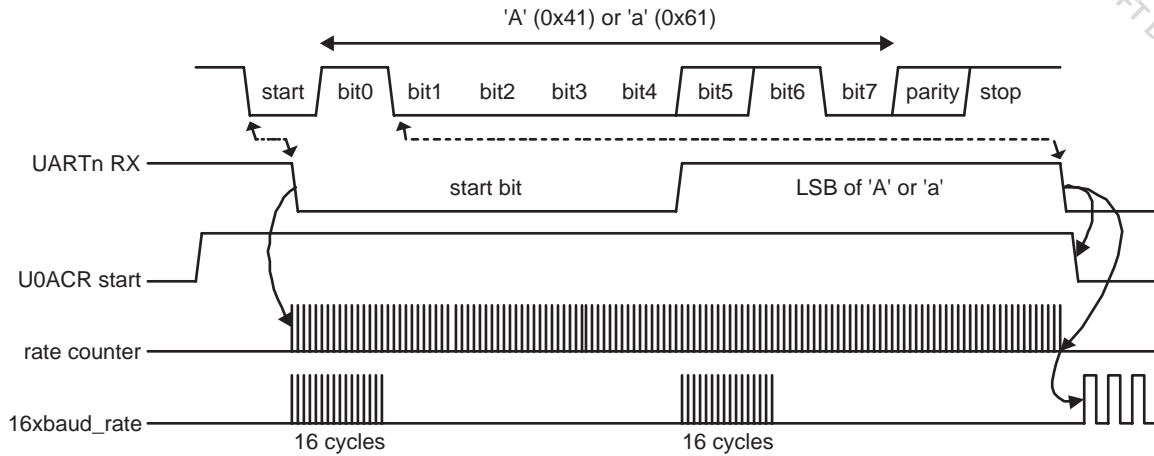 'A' (0x41) or 'a' (0x61)
start bit0 bit1 bit2 bit3 bit4 bit5 bit6 bit7 parity stop
UARTn RX
start bit LSB of 'A' or 'a'
U0ACR start
rate counter
16xbaud_rate
16 cycles 16 cycles